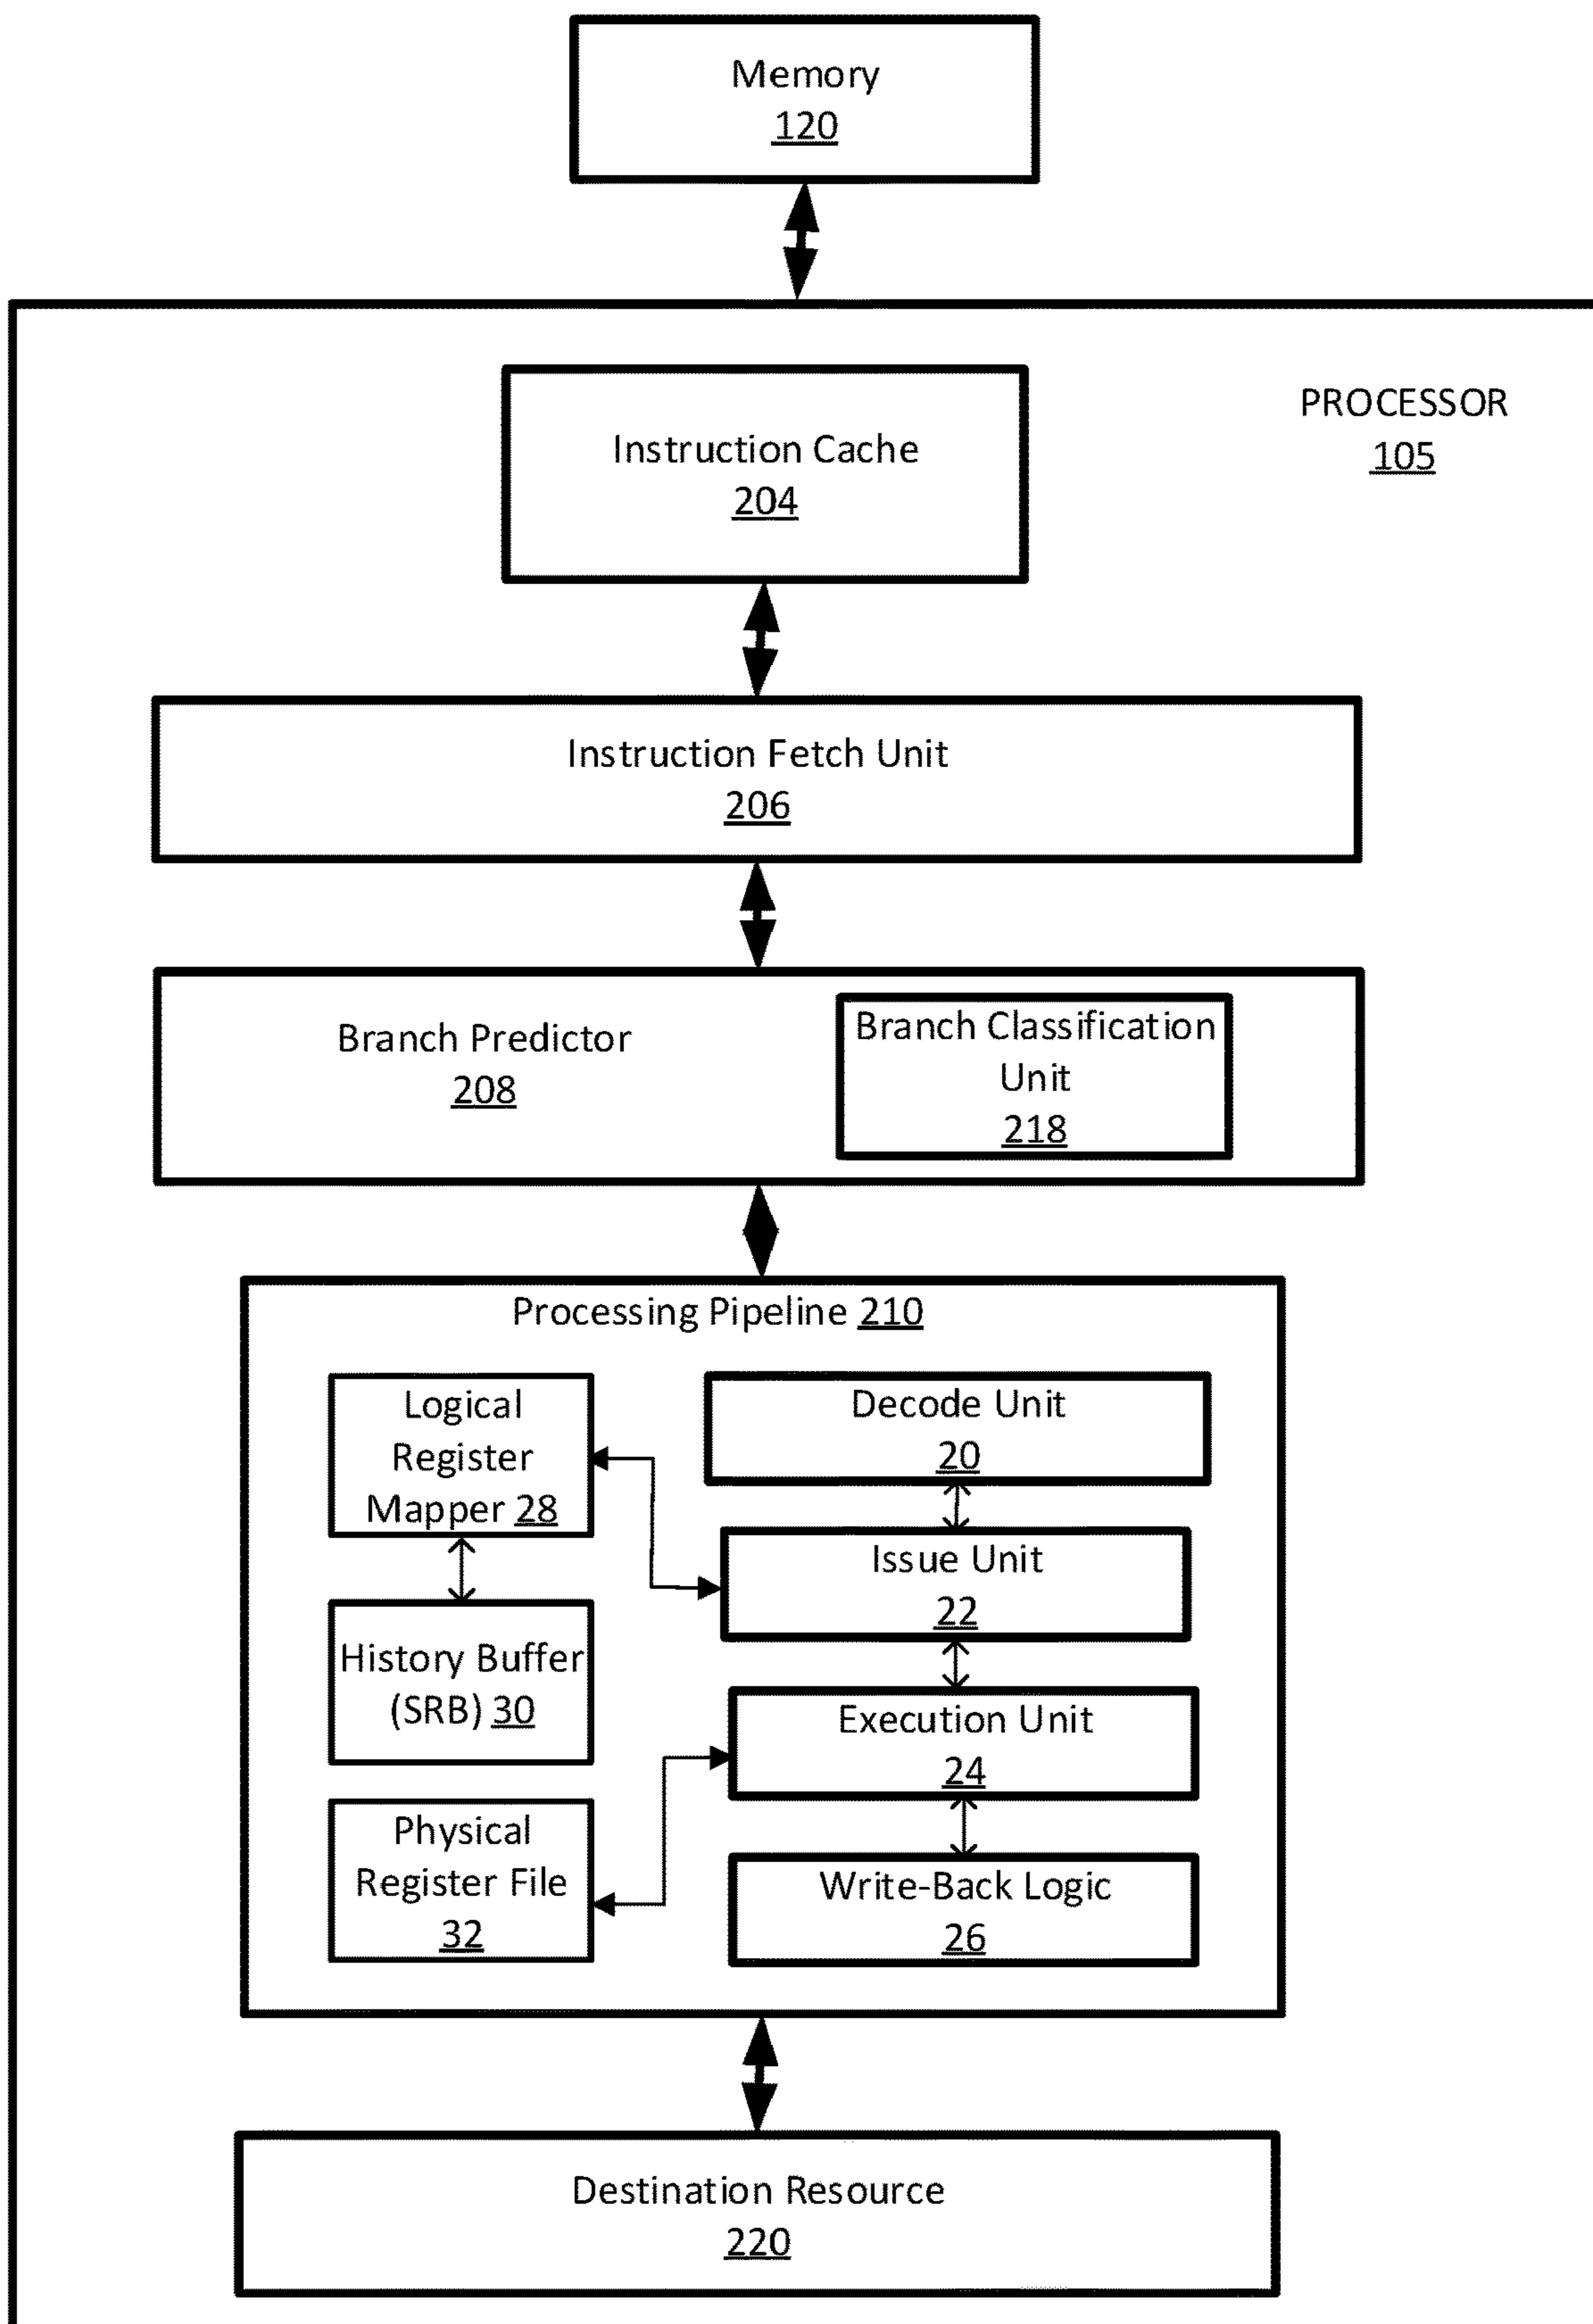 Memory
120
PROCESSOR
105
Instruction Cache
204
Instruction Fetch Unit
206
Branch Predictor
208
Branch Classification
Unit
218
Processing Pipeline 210
Logical
Register
Mapper 28
Decode Unit
20
Issue Unit
22
History Buffer
(SRB) 30
Execution Unit
24
Physical
Register File
32
Write-Back Logic
26
Destination Resource
220